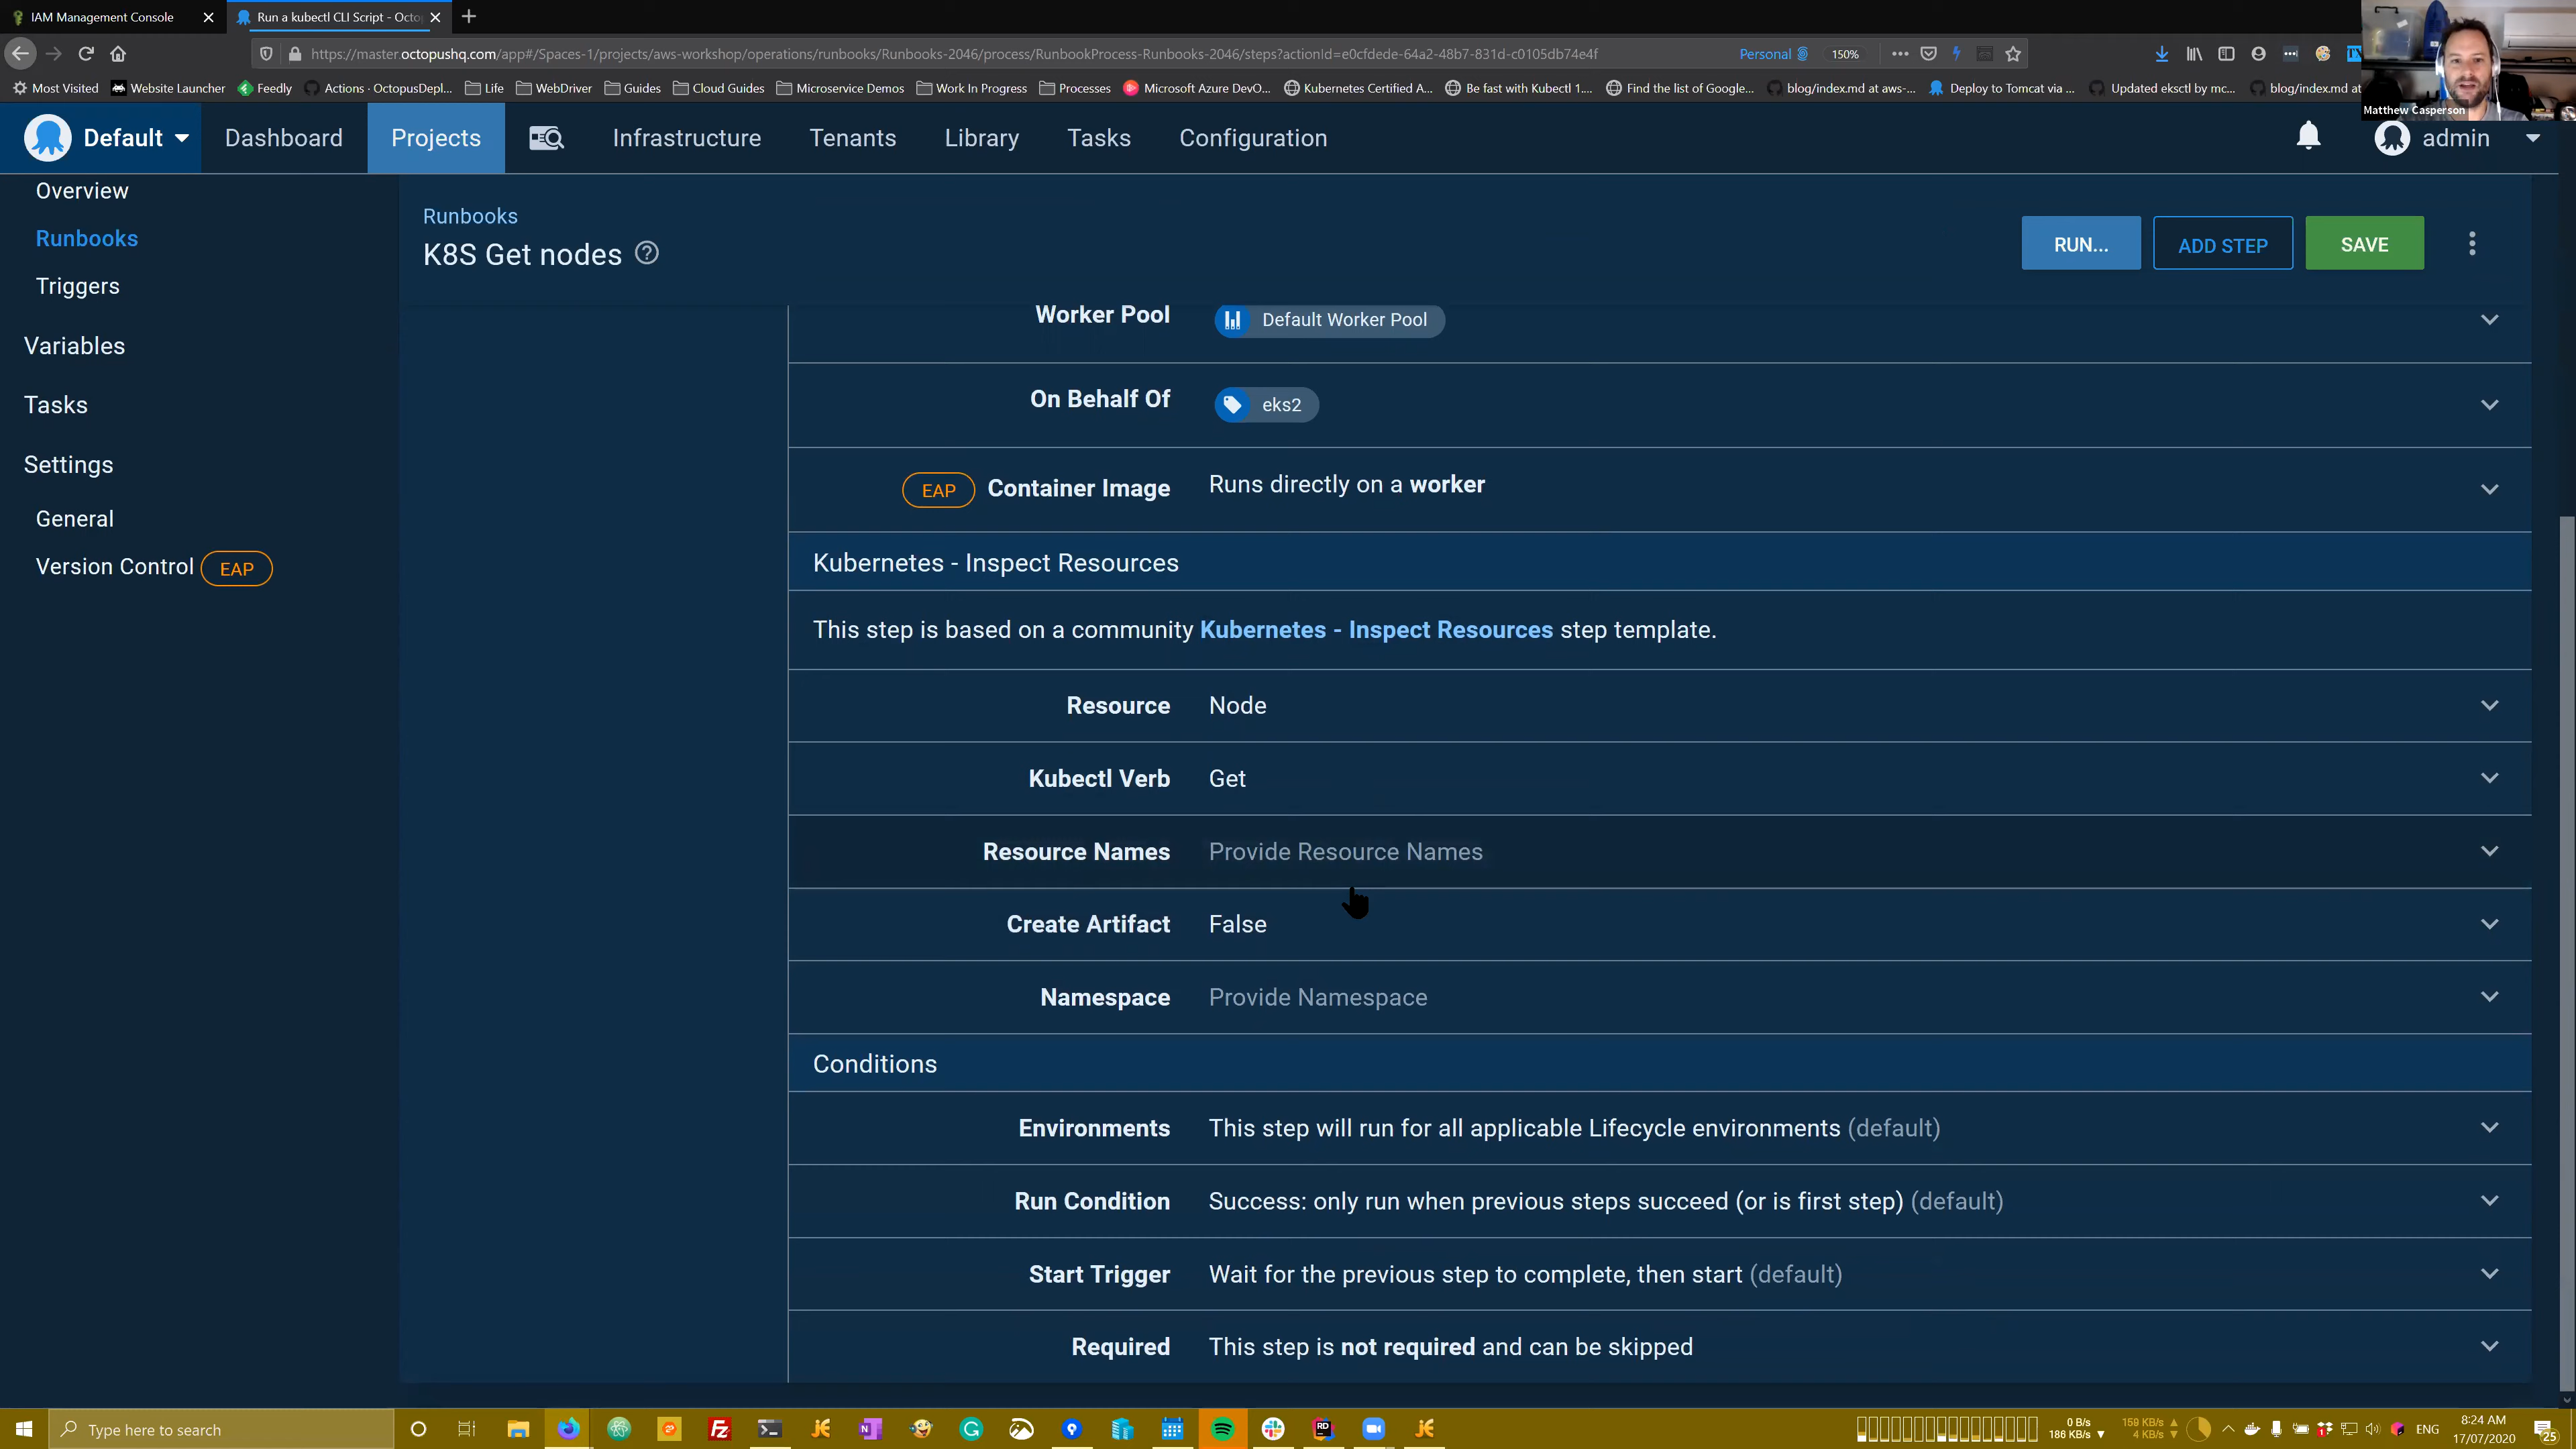 IAM Management Console
Run a kubectl CLI Script - Octo
https://master.octopushq.com/app#/Spaces-1/projects/aws-workshop/operations/runbooks/Runbooks-2046/process/RunbookProcess-Runbooks-2046/steps?actionId=e0cfdede-64a2-48b7-831d-c0105db74e4f
Personal
150%
Most Visited
Website Launcher
Feedly
Actions · OctopusDepl...
Life
WebDriver
Guides
Cloud Guides
Microservice Demos
Work In Progress
Processes
Microsoft Azure DevO...
Kubernetes Certified A...
Be fast with Kubectl 1....
Find the list of Google...
blog/index.md at aws-...
Deploy to Tomcat via ...
Updated eksctl by mc...
blog/index.md at
Matthew Casperson
Default
Dashboard
Projects
Infrastructure
Tenants
Library
Tasks
Configuration
admin
Overview
Runbooks
Triggers
Variables
Tasks
Settings
General
Version Control EAP
Runbooks
K8S Get nodes
RUN...
ADD STEP
SAVE
Worker Pool Default Worker Pool
On Behalf Of eks2
EAP Container Image Runs directly on a worker
Kubernetes - Inspect Resources
This step is based on a community Kubernetes - Inspect Resources step template.
Resource Node
Kubectl Verb Get
Resource Names Provide Resource Names
Create Artifact False
Namespace Provide Namespace
Conditions
Environments This step will run for all applicable Lifecycle environments (default)
Run Condition Success: only run when previous steps succeed (or is first step) (default)
Start Trigger Wait for the previous step to complete, then start (default)
Required This step is not required and can be skipped
Type here to search
0 B/s
186 KB/s
159 KB/s
4 KB/s
ENG
8:24 AM
17/07/2020
25